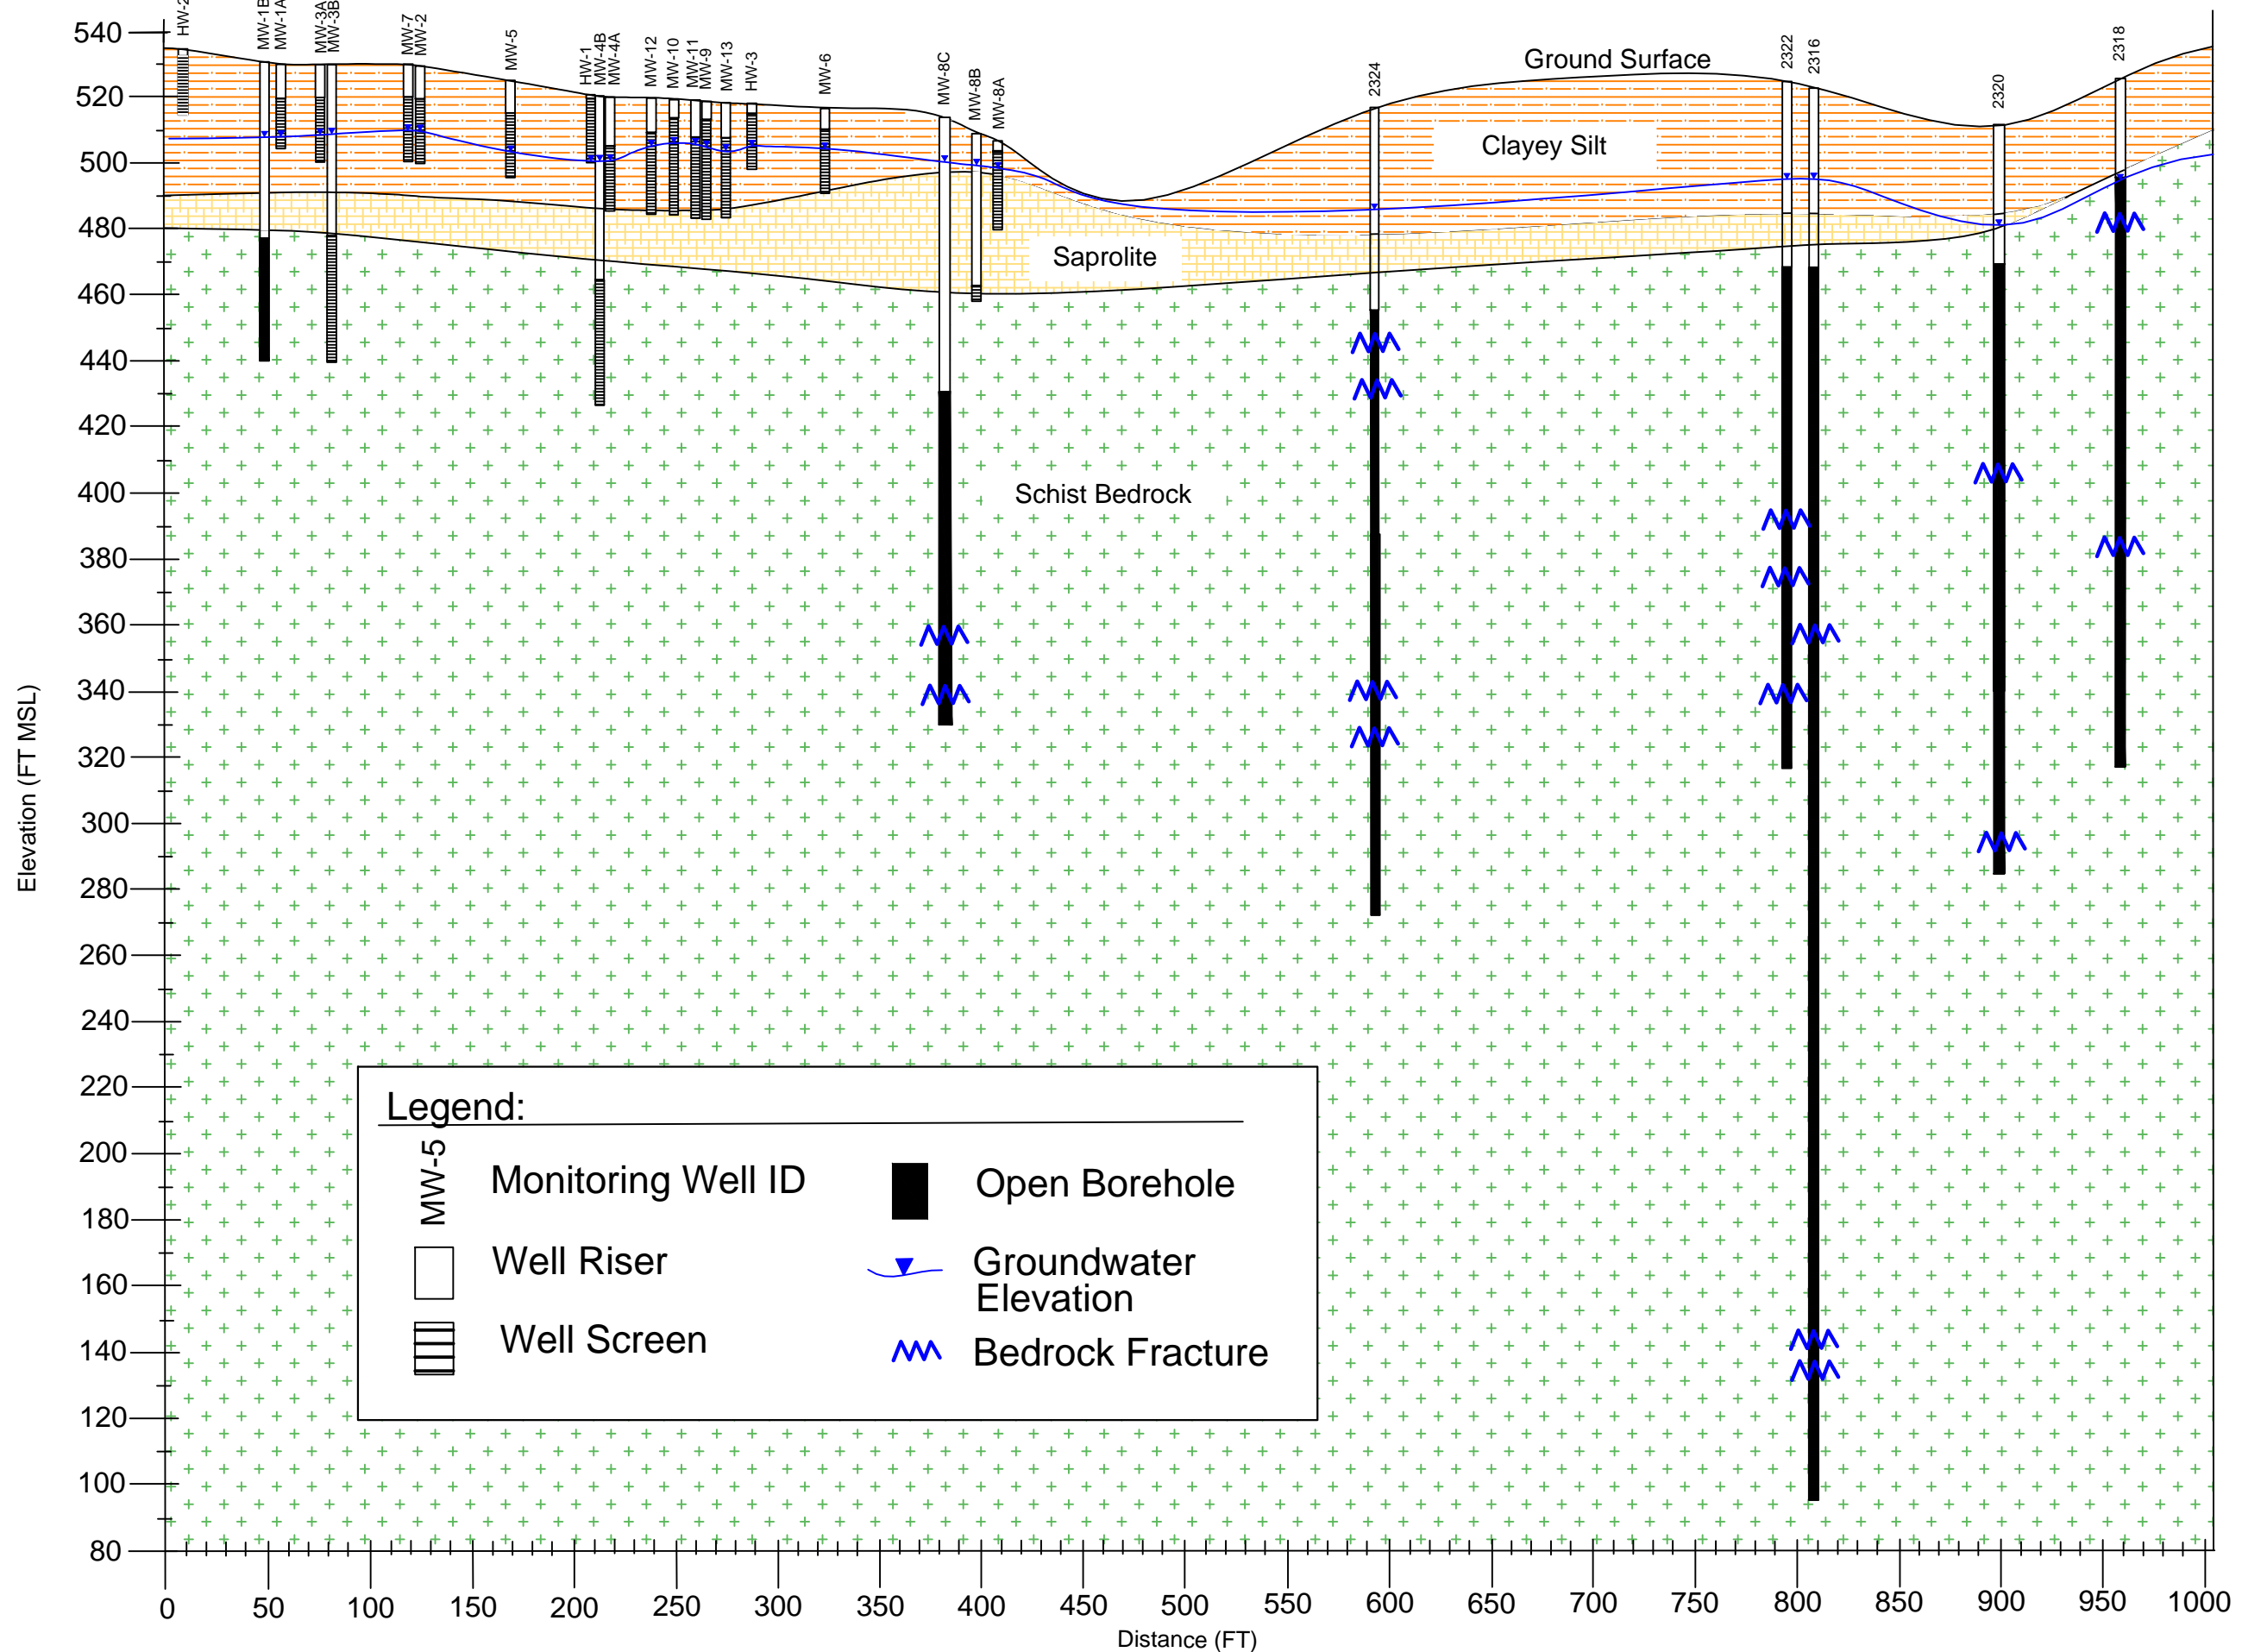 HW-2
MW-1B
MW-1A
MW-3A
MW-3B
MW-7
MW-2
MW-5
HW-1
MW-4B
MW-4A
MW-12
MW-10
MW-11
MW-9
MW-13
HW-3
MW-6
MW-8C
MW-8B
MW-8A
2324
2322
2316
2320
2318
Ground Surface
Clayey Silt
Saprolite
Schist Bedrock
Elevation (FT MSL)
540
520
500
480
460
440
420
400
380
360
340
320
300
280
260
240
220
200
180
160
140
120
100
80
Legend:
MW-5
Monitoring Well ID
Well Riser
Well Screen
Open Borehole
Groundwater
Elevation
Bedrock Fracture
0 50 100 150 200 250 300 350 400 450 500 550 600 650 700 750 800 850 900 950 1000
Distance (FT)